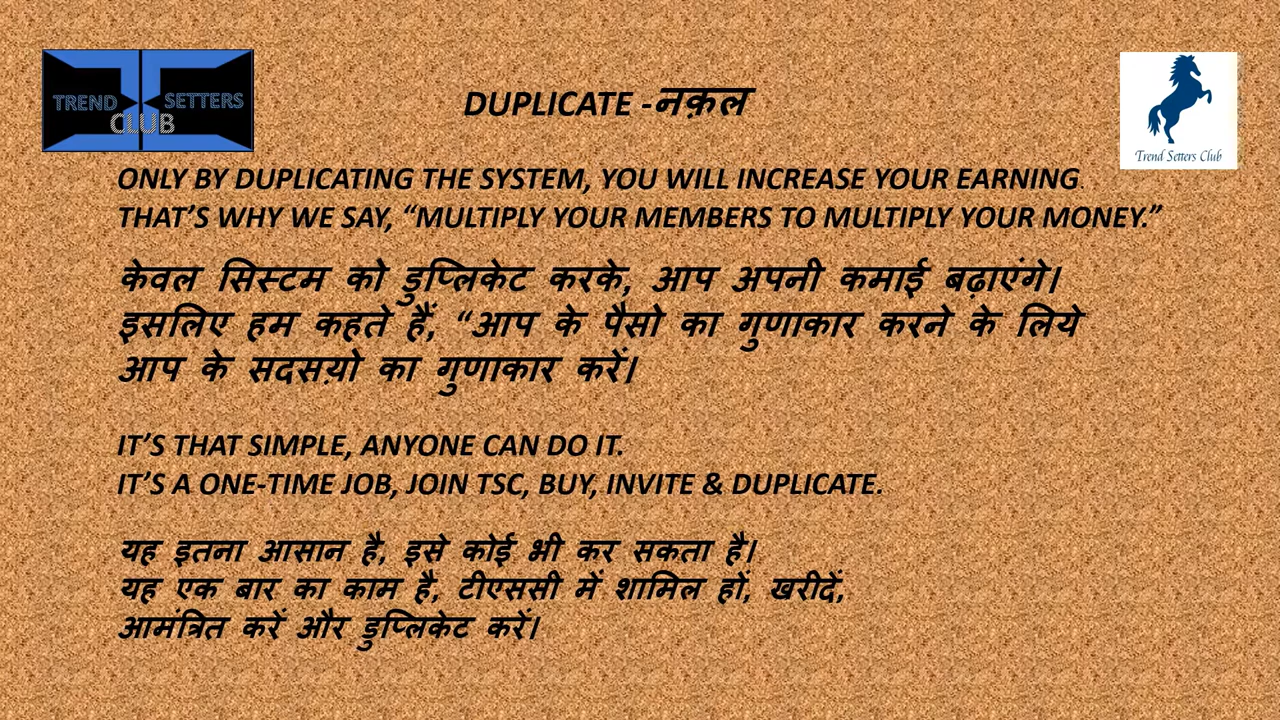 TREND SETTERS
CLUB
DUPLICATE -नक़ल
Trend Setters Club
ONLY BY DUPLICATING THE SYSTEM, YOU WILL INCREASE YOUR EARNING.
THAT’S WHY WE SAY, “MULTIPLY YOUR MEMBERS TO MULTIPLY YOUR MONEY.”
केवल सिस्टम को डुप्लिकेट करके, आप अपनी कमाई बढ़ाएंगे।
इसलिए हम कहते हैं, “आप के पैसो का गुणाकार करने के लिये
आप के सदसय़ो का गुणाकार करें।
IT’S THAT SIMPLE, ANYONE CAN DO IT.
IT’S A ONE-TIME JOB, JOIN TSC, BUY, INVITE & DUPLICATE.
यह इतना आसान है, इसे कोई भी कर सकता है।
यह एक बार का काम है, टीएससी में शामिल हों, खरीदें,
आमंत्रित करें और डुप्लिकेट करें।